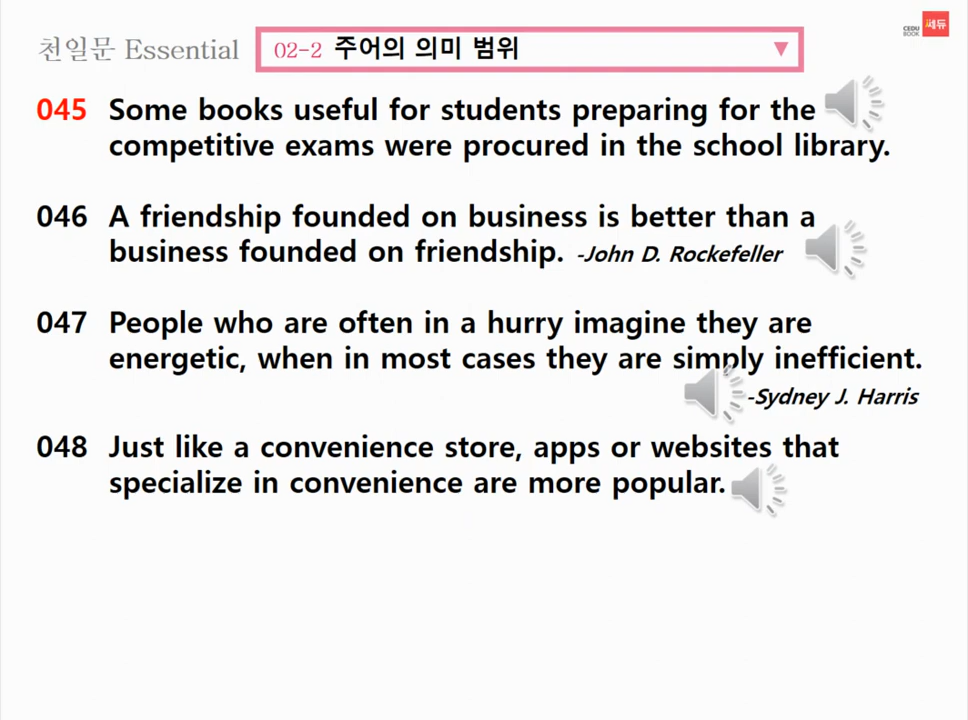 천일문 Essential
02-2 주어의 의미 범위
CEDU
BOOK
쎄듀
045 Some books useful for students preparing for the
competitive exams were procured in the school library.
046 A friendship founded on business is better than a
business founded on friendship. -John D. Rockefeller
047 People who are often in a hurry imagine they are
energetic, when in most cases they are simply inefficient.
-Sydney J. Harris
048 Just like a convenience store, apps or websites that
specialize in convenience are more popular.